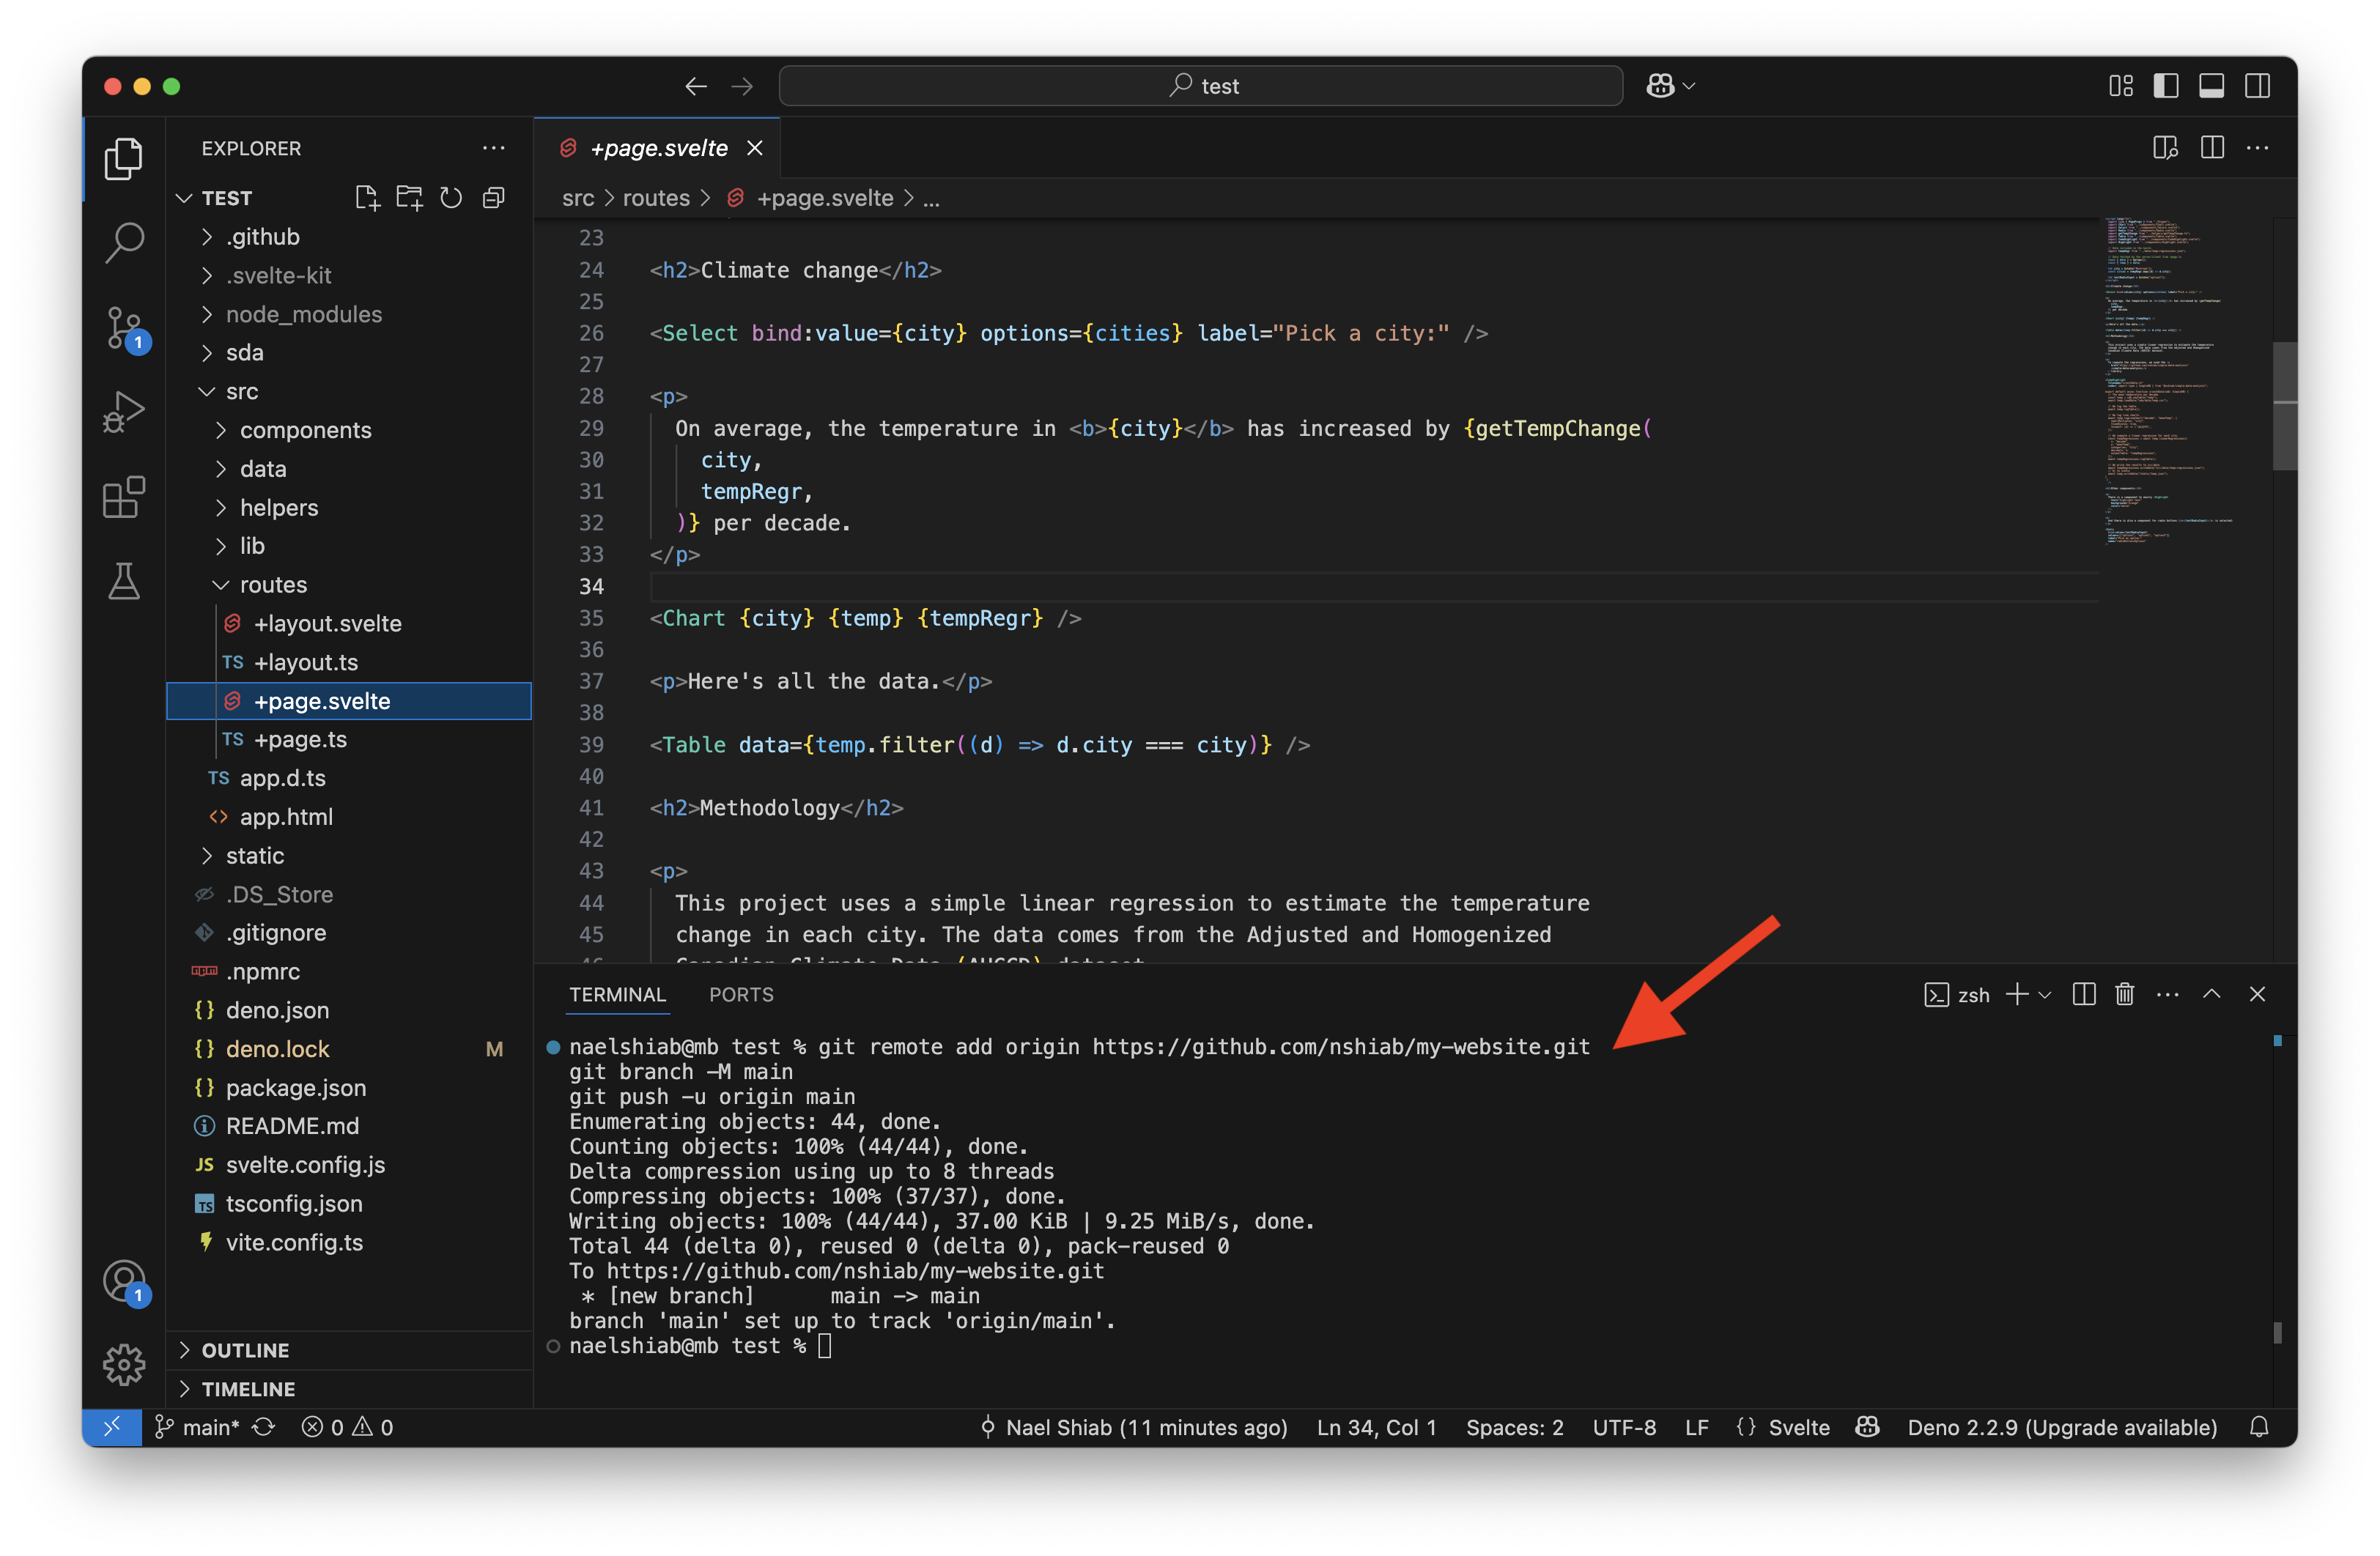 test
EXPLORER
TEST
.github
.svelte-kit
node_modules
sda
src
components
data
helpers
lib
routes
+layout.svelte
TS +layout.ts
+page.svelte
TS +page.ts
TS app.d.ts
<> app.html
static
.DS_Store
.gitignore
npm .npmrc
{} deno.json
{} deno.lock M
{} package.json
README.md
JS svelte.config.js
TS tsconfig.json
vite.config.ts
OUTLINE
TIMELINE
1
1
+page.svelte
src > routes > +page.svelte > ...
23
24 <h2>Climate change</h2>
25
26 <Select bind:value={city} options={cities} label="Pick a city:" />
27
28 <p>
29 On average, the temperature in <b>{city}</b> has increased by {getTempChange(
30 city,
31 tempRegr,
32 )} per decade.
33 </p>
34
35 <Chart {city} {temp} {tempRegr} />
36
37 <p>Here's all the data.</p>
38
39 <Table data={temp.filter((d) => d.city === city)} />
40
41 <h2>Methodology</h2>
42
43 <p>
44 This project uses a simple linear regression to estimate the temperature
45 change in each city. The data comes from the Adjusted and Homogenized
46 Canadian Climate Data (AHCCD) dataset
TERMINAL PORTS
zsh
naelshiab@mb test % git remote add origin https://github.com/nshiab/my-website.git
git branch -M main
git push -u origin main
Enumerating objects: 44, done.
Counting objects: 100% (44/44), done.
Delta compression using up to 8 threads
Compressing objects: 100% (37/37), done.
Writing objects: 100% (44/44), 37.00 KiB | 9.25 MiB/s, done.
Total 44 (delta 0), reused 0 (delta 0), pack-reused 0
To https://github.com/nshiab/my-website.git
* [new branch] main -> main
branch 'main' set up to track 'origin/main'.
naelshiab@mb test %
main* 0 0 Nael Shiab (11 minutes ago) Ln 34, Col 1 Spaces: 2 UTF-8 LF {} Svelte Deno 2.2.9 (Upgrade available)